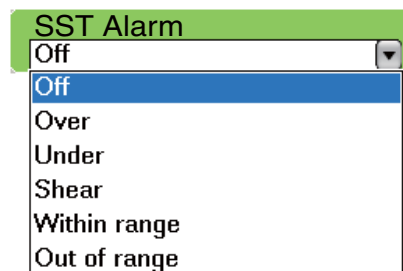 SST Alarm
Off
Off
Over
Under
Shear
Within range
Out of range